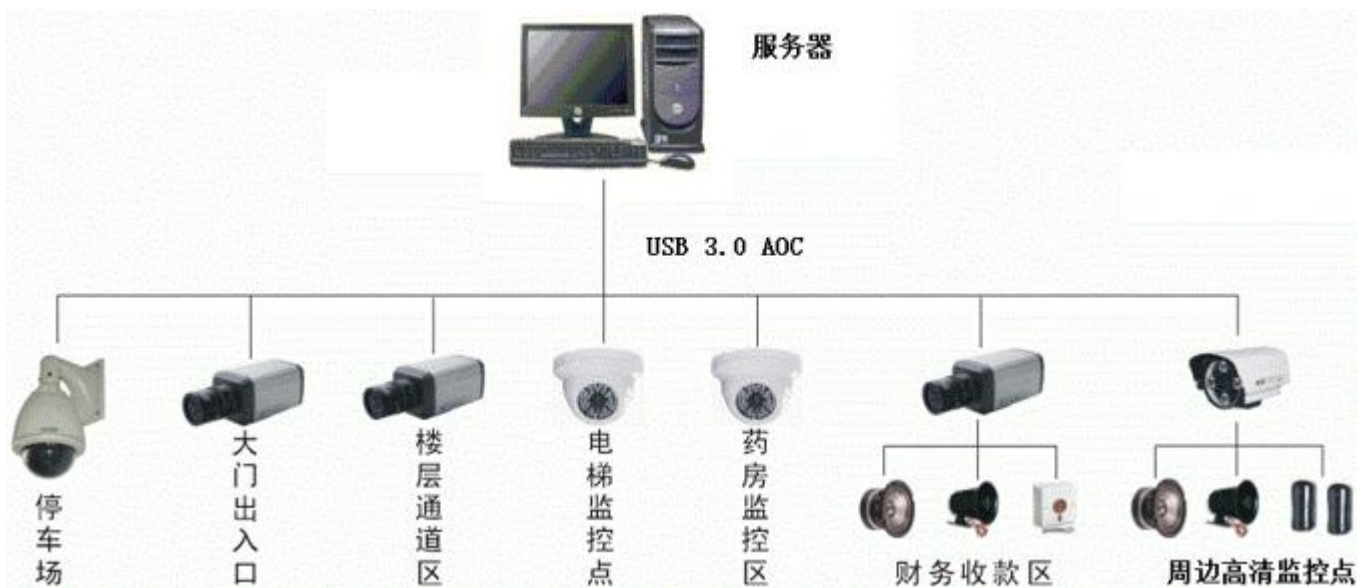 服务器
USB 3.0 AOC
停车场
大门出入口
楼层通道区
电梯监控点
药房监控区
财务收款区
周边高清监控点